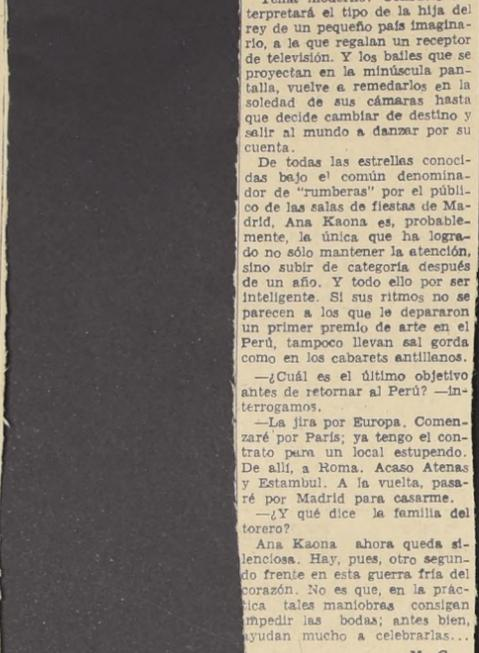 terpretará el tipo de la hija del
rey de un pequeño país imagina-
rio, a la que regalan un receptor
de televisión. Y los bailes que se
proyectan en la minúscula pan-
talla, vuelve a remedarlos en la
soledad de sus cámaras hasta
que decide cambiar de destino y
salir al mundo a danzar por su
cuenta.
De todas las estrellas conoci-
das bajo el común denomina-
dor de "rumberas" por el públi-
co de las salas de fiestas de Ma-
drid, Ana Kaona es, probable-
mente, la única que ha logra-
do no sólo mantener la atención,
sino subir de categoría después
de un año. Y todo ello por ser
inteligente. Si sus ritmos no se
parecen a los que le depararon
un primer premio de arte en el
Perú, tampoco llevan sal gorda
como en los cabarets antillanos.
—¿Cuál es el último objetivo
antes de retornar al Perú? —in-
terrogamos.
—La jira por Europa. Comen-
zaré por París; ya tengo el con-
trato para un local estupendo.
De allí, a Roma. Acaso Atenas
y Estambul. A la vuelta, pasa-
ré por Madrid para casarme.
—¿Y qué dice la familia del
torero?
Ana Kaona ahora queda si-
lenciosa. Hay, pues, otro segun-
do frente en esta guerra fría del
corazón. No es que, en la prác-
tica tales maniobras consigan
impedir las bodas; antes bien,
ayudan mucho a celebrarlas...